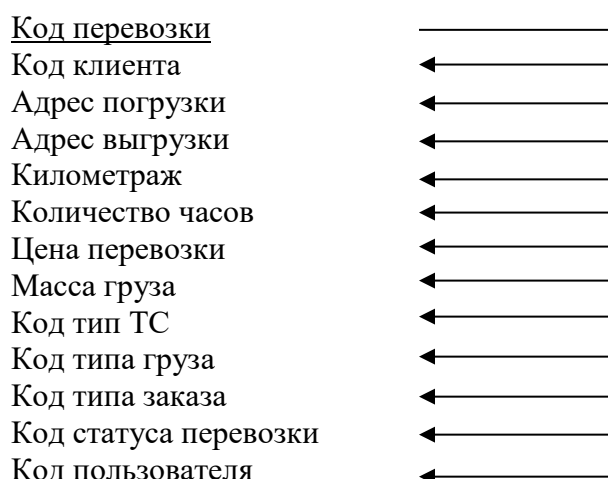 Код перевозки
Код клиента
Адрес погрузки
Адрес выгрузки
Километраж
Количество часов
Цена перевозки
Масса груза
Код тип ТС
Код типа груза
Код типа заказа
Код статуса перевозки
Код пользователя